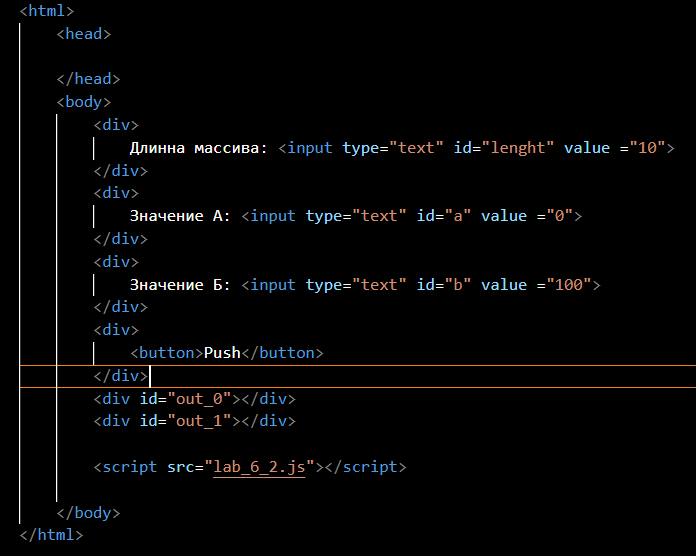 <html>
<head>
</head>
<body>
<div>
Длинна массива: <input type="text" id="lenght" value ="10">
</div>
<div>
Значение А: <input type="text" id="a" value ="0">
</div>
<div>
Значение Б: <input type="text" id="b" value ="100">
</div>
<div>
<button>Push</button>
</div>
<div id="out_0"></div>
<div id="out_1"></div>
<script src="lab_6_2.js"></script>
</body>
</html>